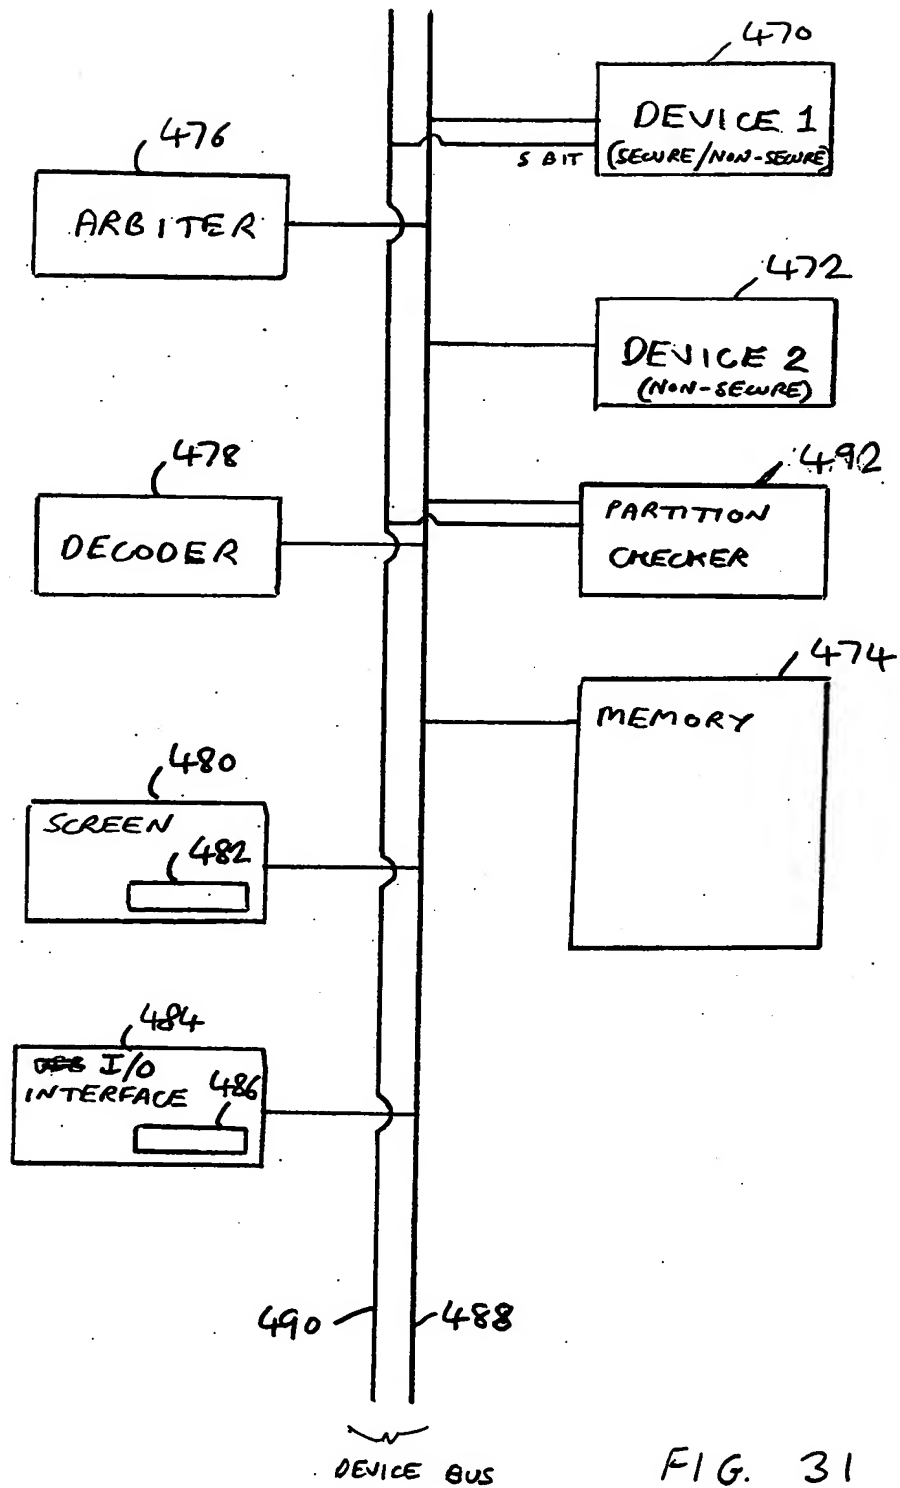 470
DEVICE 1
(SECURE/NON-SECURE)
S BIT
476
ARBITER
472
DEVICE 2
(NON-SECURE)
478
DECODER
492
PARTITION
CHECKER
474
MEMORY
480
SCREEN
482
484
I/O
INTERFACE
486
490
488
DEVICE BUS
FIG. 31